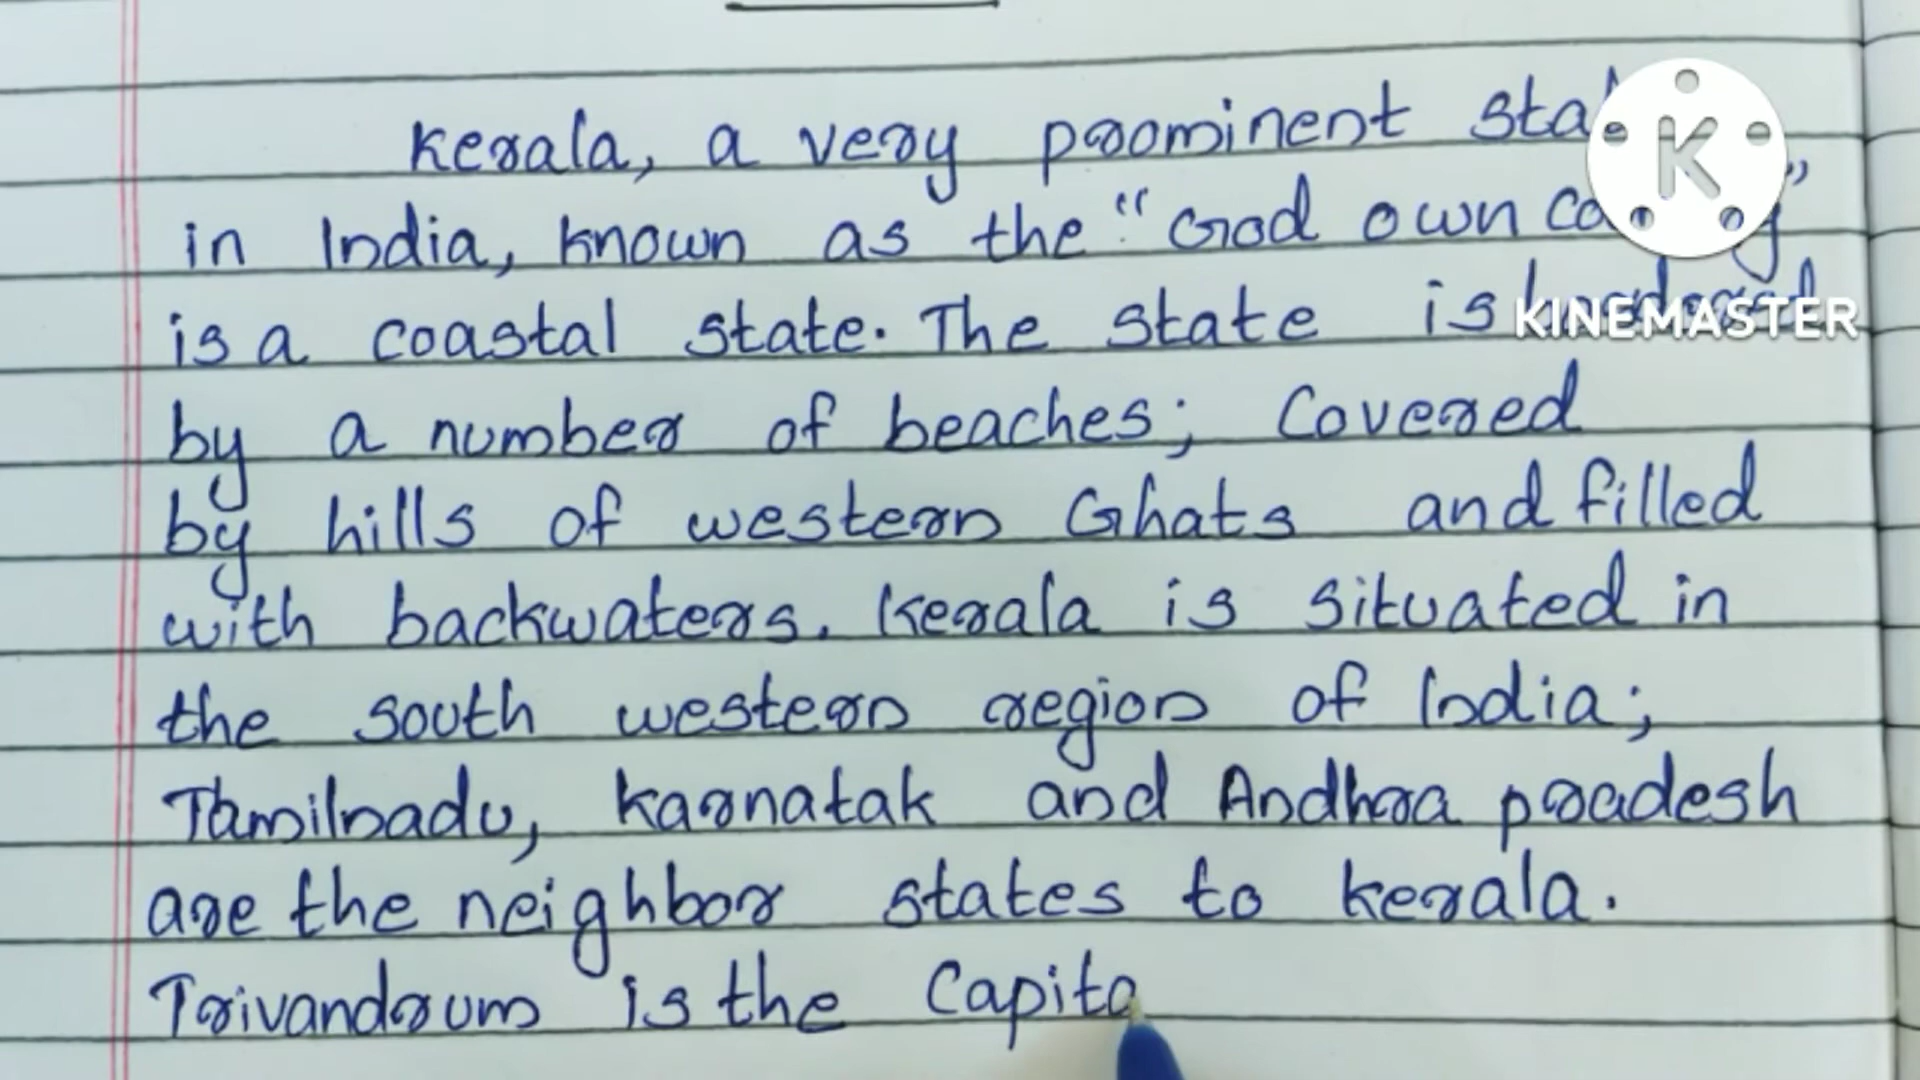 Kerala, a very prominent
in India, known as the "God own
is a coastal state. The state is
by a number of beaches; Covered
by hills of western Ghats and filled
with backwaters. Kerala is situated in
the south western region of India;
Tamilnadu, Karnatak and Andhra pradesh
are the neighbor states to kerala.
Trivandrum is the Capita
K
KINEMASTER